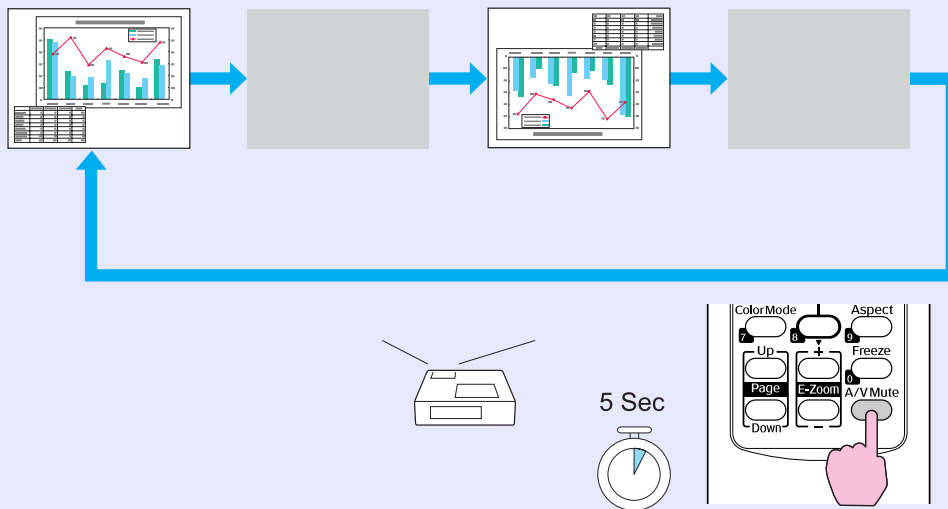 5 Sec
ColorMode
Aspect
7
8
9
Up
+
Freeze
0
Page
E-Zoom
A/V Mute
Down
−